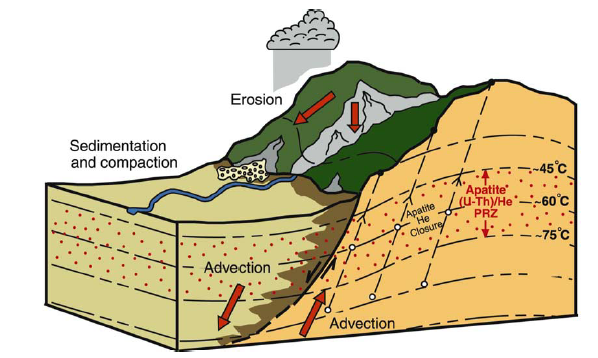 Erosion
Sedimentation
and compaction
45°C
Apatite
(U-Th)/He
PRZ
~60°C
~75°C
Apatite
He
Closure
Advection
Advection